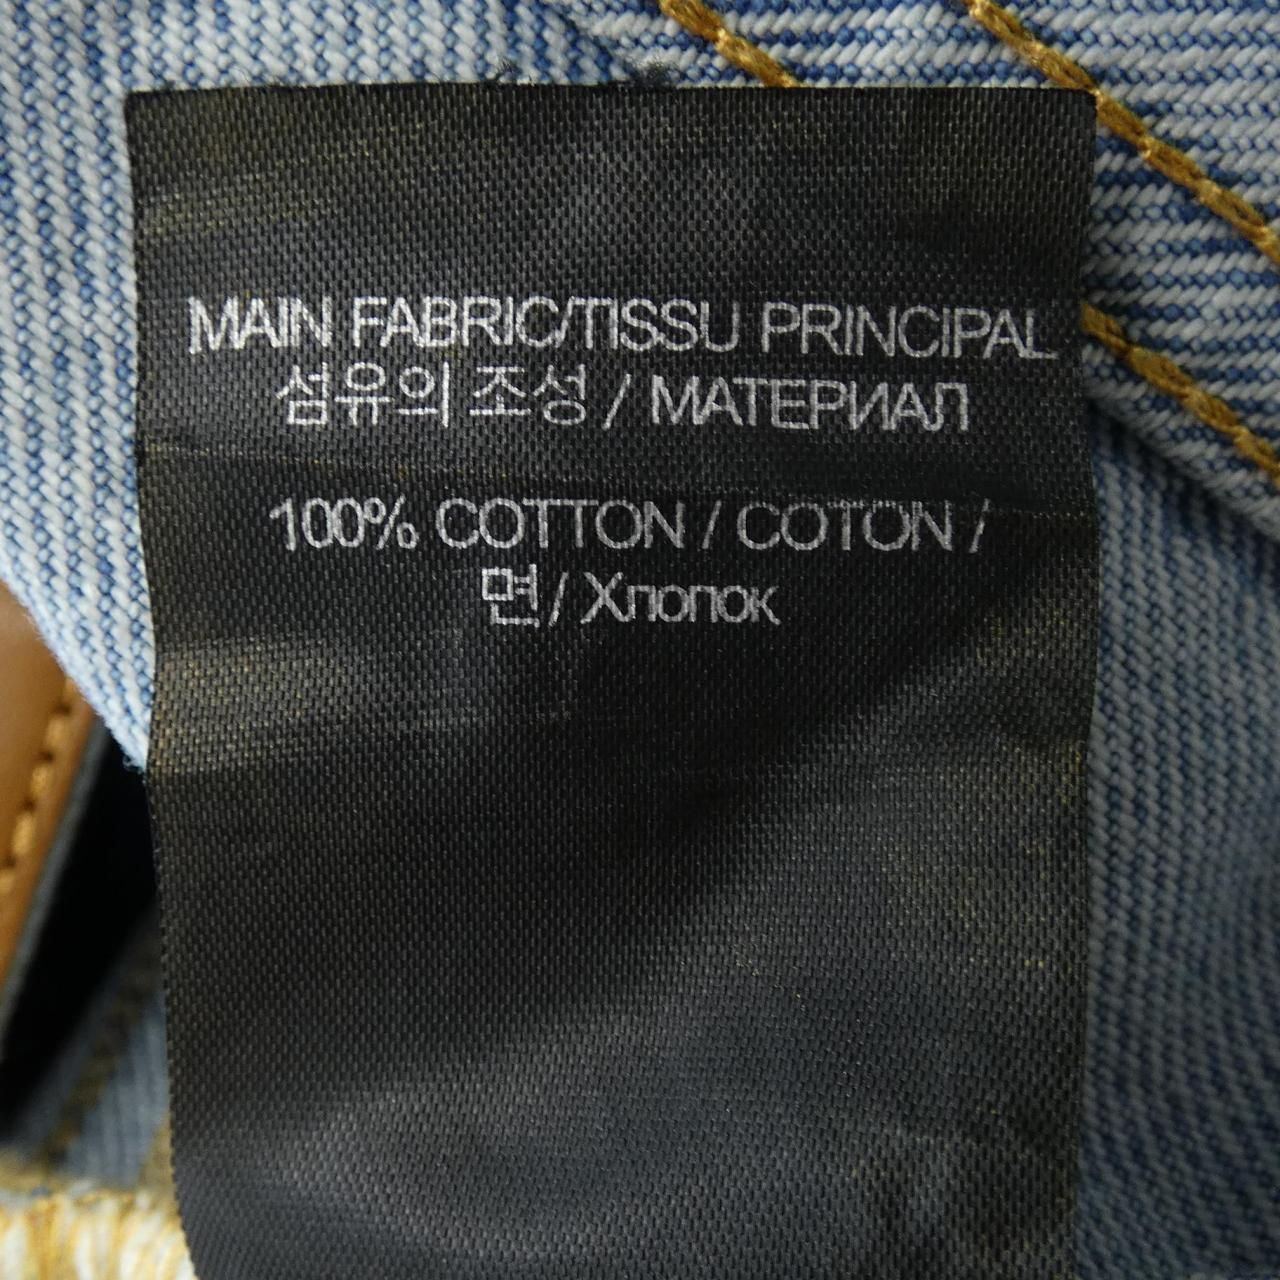 MAIN FABRIC/TISSU PRINCIPAL
섬유의 조성 / МАТЕРИАЛ
100% COTTON / COTON /
면 / Хлопок